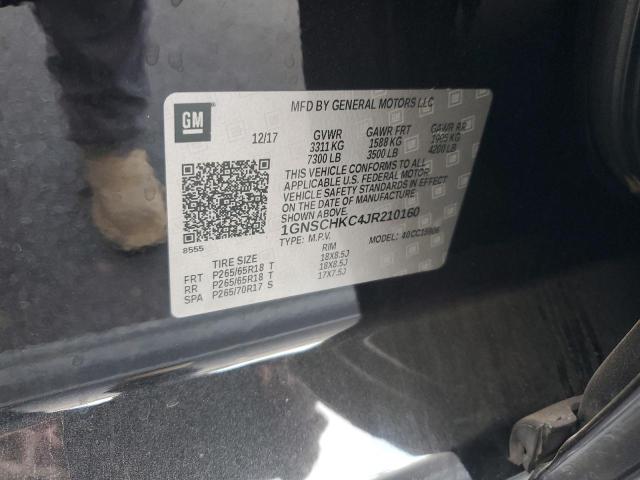 GM
MFD BY GENERAL MOTORS LLC
12/17
GVWR GAWR FRT GAWR RR
3311 KG 1588 KG 1905 KG
7300 LB 3500 LB 4200 LB
THIS VEHICLE CONFORMS TO ALL
APPLICABLE U.S. FEDERAL MOTOR
VEHICLE SAFETY STANDARDS IN EFFECT
ON THE DATE OF MANUFACTURE SHOWN
ABOVE.
1GNSCHKC4JR210160
TYPE: M.P.V. MODEL: 40CC15906
8555
TIRE SIZE RIM
FRT P265/65R18 T 18X8.5J
RR P265/65R18 T 18X8.5J
SPA P265/70R17 S 17X7.5J